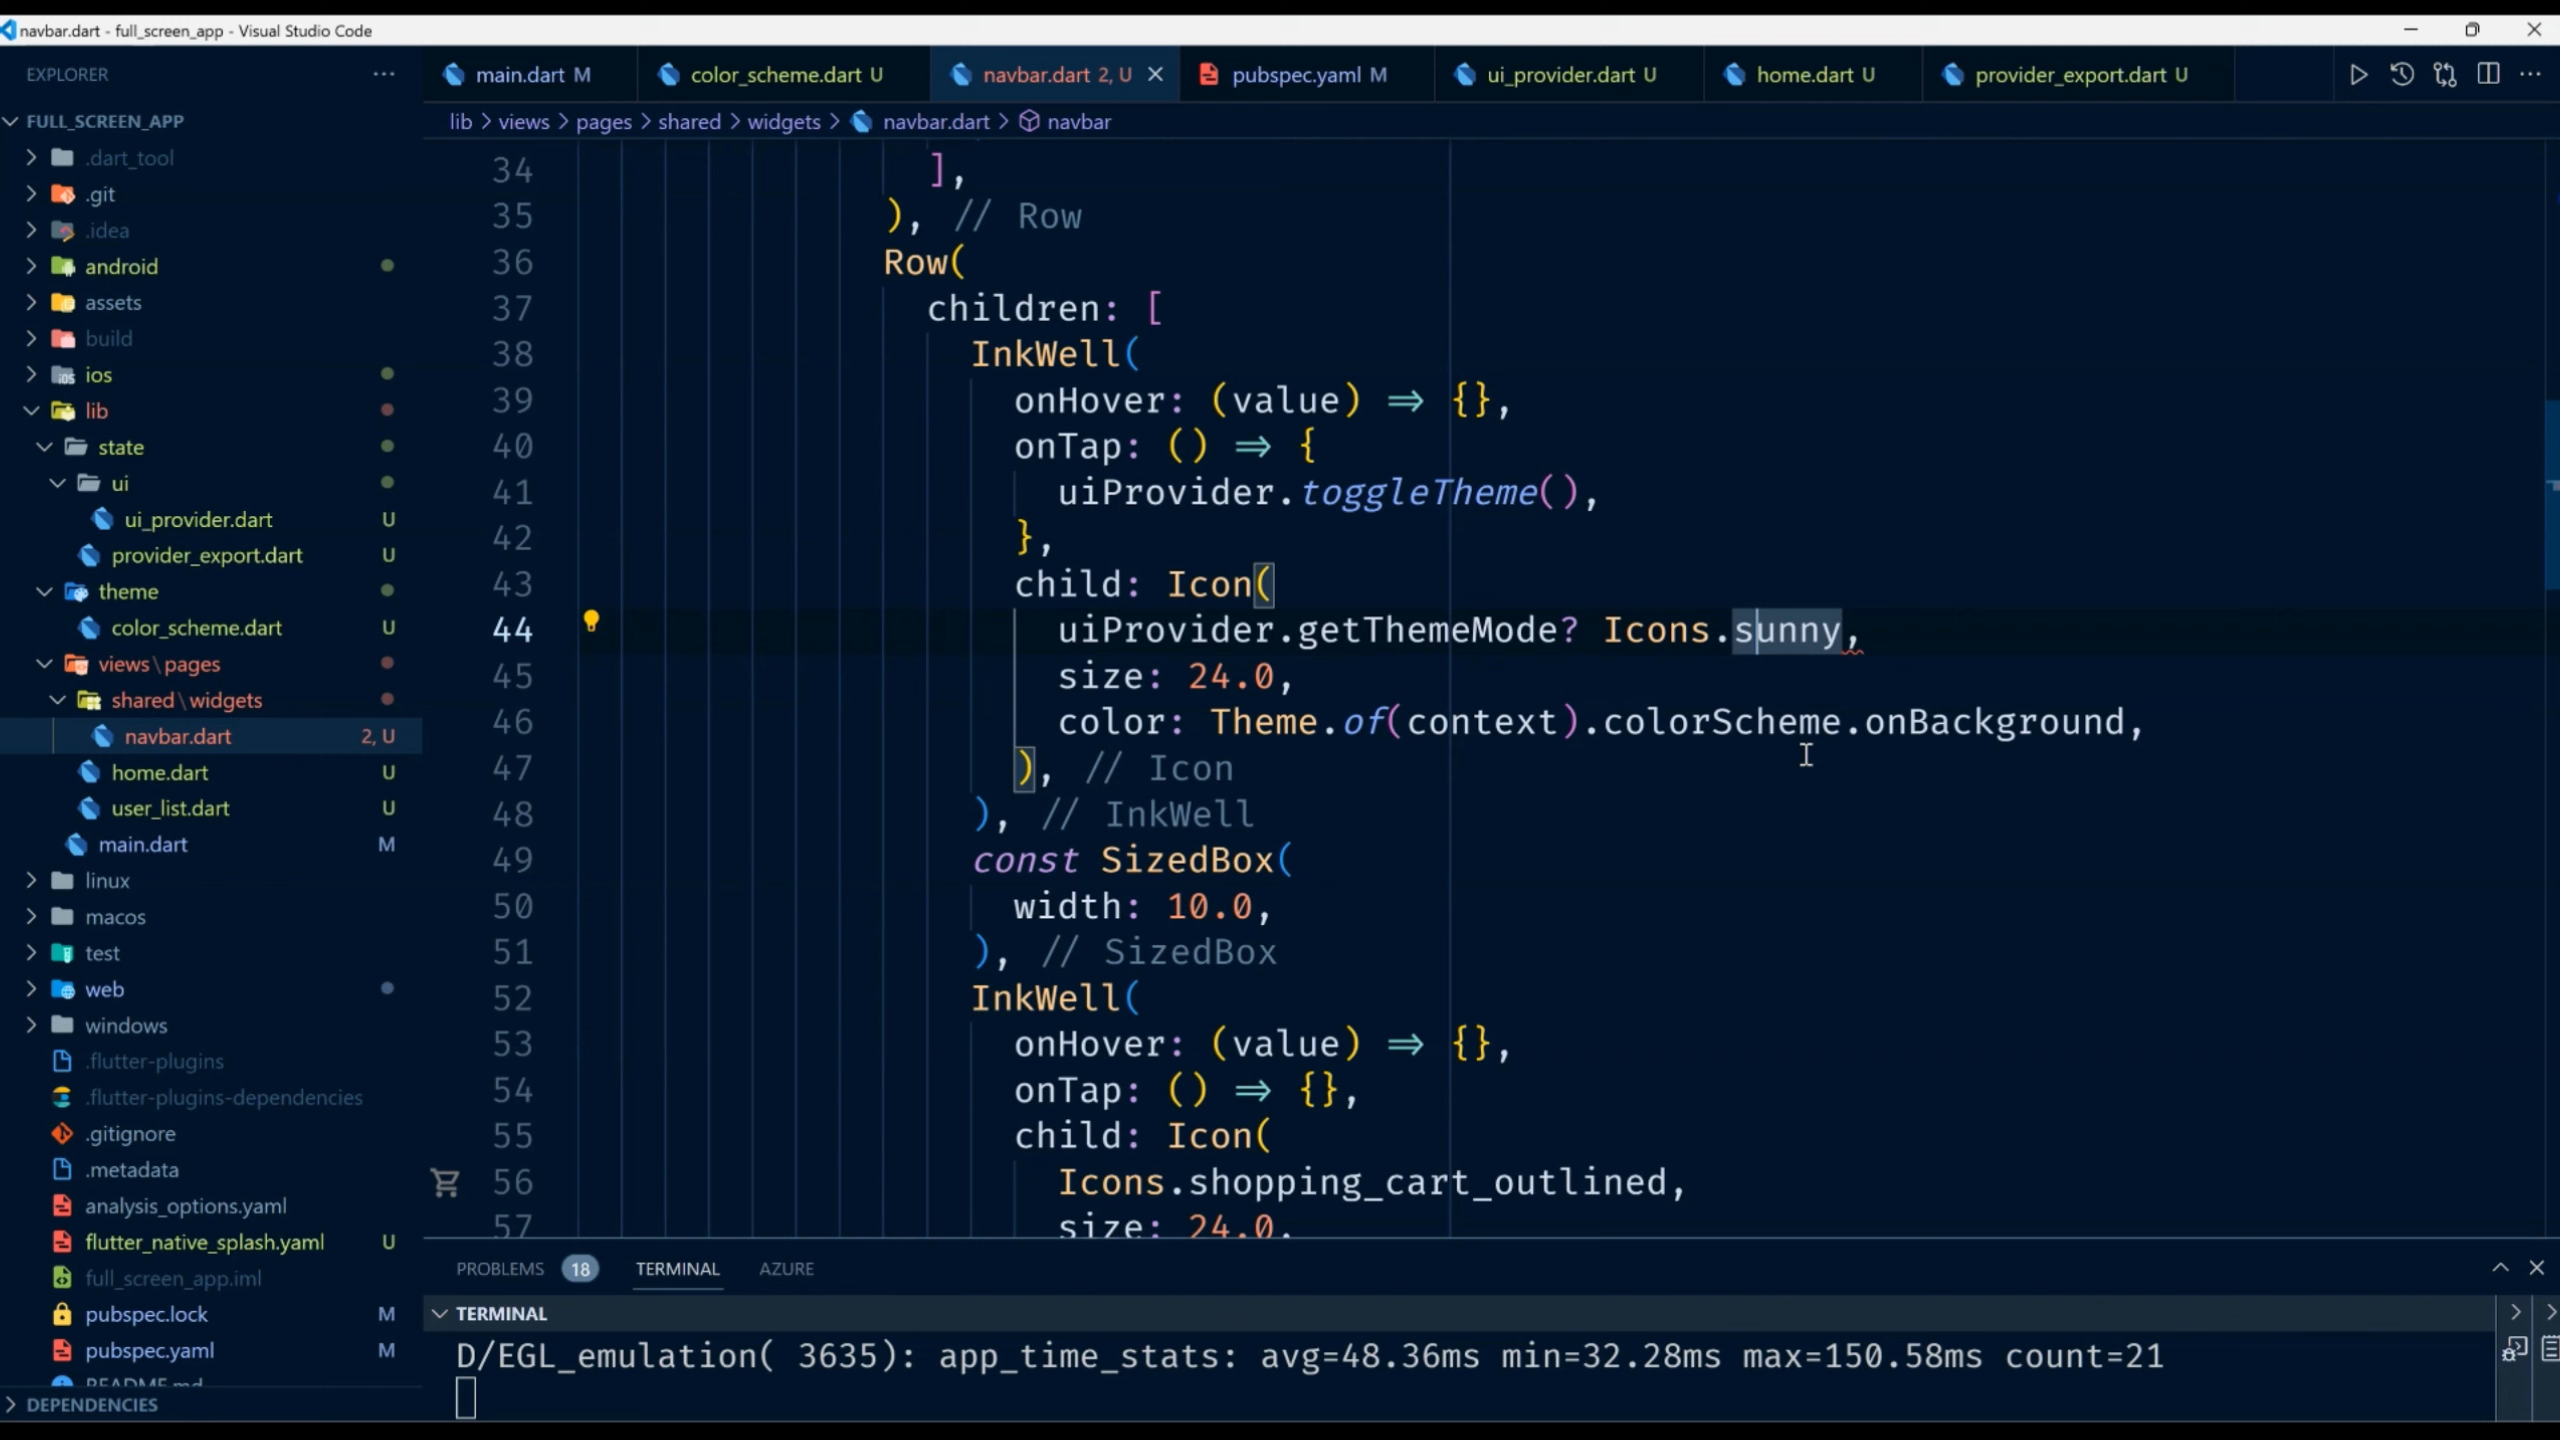 navbar.dart - full_screen_app - Visual Studio Code
EXPLORER
main.dart M
color_scheme.dart U
navbar.dart 2, U
pubspec.yaml M
ui_provider.dart U
home.dart U
provider_export.dart U
lib > views > pages > shared > widgets > navbar.dart > navbar
FULL_SCREEN_APP
.dart_tool
.git
.idea
android
assets
build
ios
lib
state
ui
ui_provider.dart U
provider_export.dart U
theme
color_scheme.dart U
views\pages
shared\widgets
navbar.dart 2, U
home.dart U
user_list.dart U
main.dart M
linux
macos
test
web
windows
.flutter-plugins
.flutter-plugins-dependencies
.gitignore
.metadata
analysis_options.yaml
flutter_native_splash.yaml U
full_screen_app.iml
pubspec.lock M
pubspec.yaml M
README.md
DEPENDENCIES
34 ],
35 ), // Row
36 Row(
37 children: [
38 InkWell(
39 onHover: (value) => {},
40 onTap: () => {
41 uiProvider.toggleTheme(),
42 },
43 child: Icon(
44 uiProvider.getThemeMode? Icons.sunny,
45 size: 24.0,
46 color: Theme.of(context).colorScheme.onBackground,
47 ), // Icon
48 ), // InkWell
49 const SizedBox(
50 width: 10.0,
51 ), // SizedBox
52 InkWell(
53 onHover: (value) => {},
54 onTap: () => {},
55 child: Icon(
56 Icons.shopping_cart_outlined,
57 size: 24.0,
PROBLEMS 18 TERMINAL AZURE
TERMINAL
D/EGL_emulation( 3635): app_time_stats: avg=48.36ms min=32.28ms max=150.58ms count=21